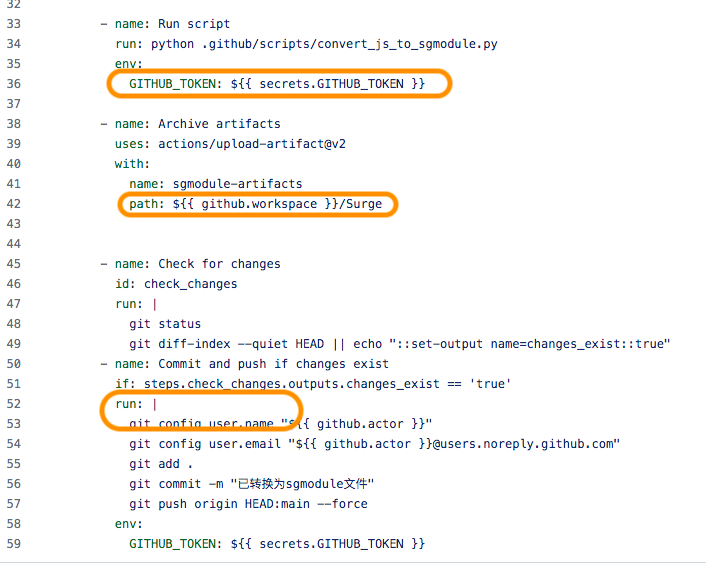 32
33 - name: Run script
34 run: python .github/scripts/convert_js_to_sgmodule.py
35 env:
36 GITHUB_TOKEN: ${{ secrets.GITHUB_TOKEN }}
37
38 - name: Archive artifacts
39 uses: actions/upload-artifact@v2
40 with:
41 name: sgmodule-artifacts
42 path: ${{ github.workspace }}/Surge
43
44
45 - name: Check for changes
46 id: check_changes
47 run: |
48 git status
49 git diff-index --quiet HEAD || echo "::set-output name=changes_exist::true"
50 - name: Commit and push if changes exist
51 if: steps.check_changes.outputs.changes_exist == 'true'
52 run: |
53 git config user.name "${{ github.actor }}"
54 git config user.email "${{ github.actor }}@users.noreply.github.com"
55 git add .
56 git commit -m "已转换为sgmodule文件"
57 git push origin HEAD:main --force
58 env:
59 GITHUB_TOKEN: ${{ secrets.GITHUB_TOKEN }}